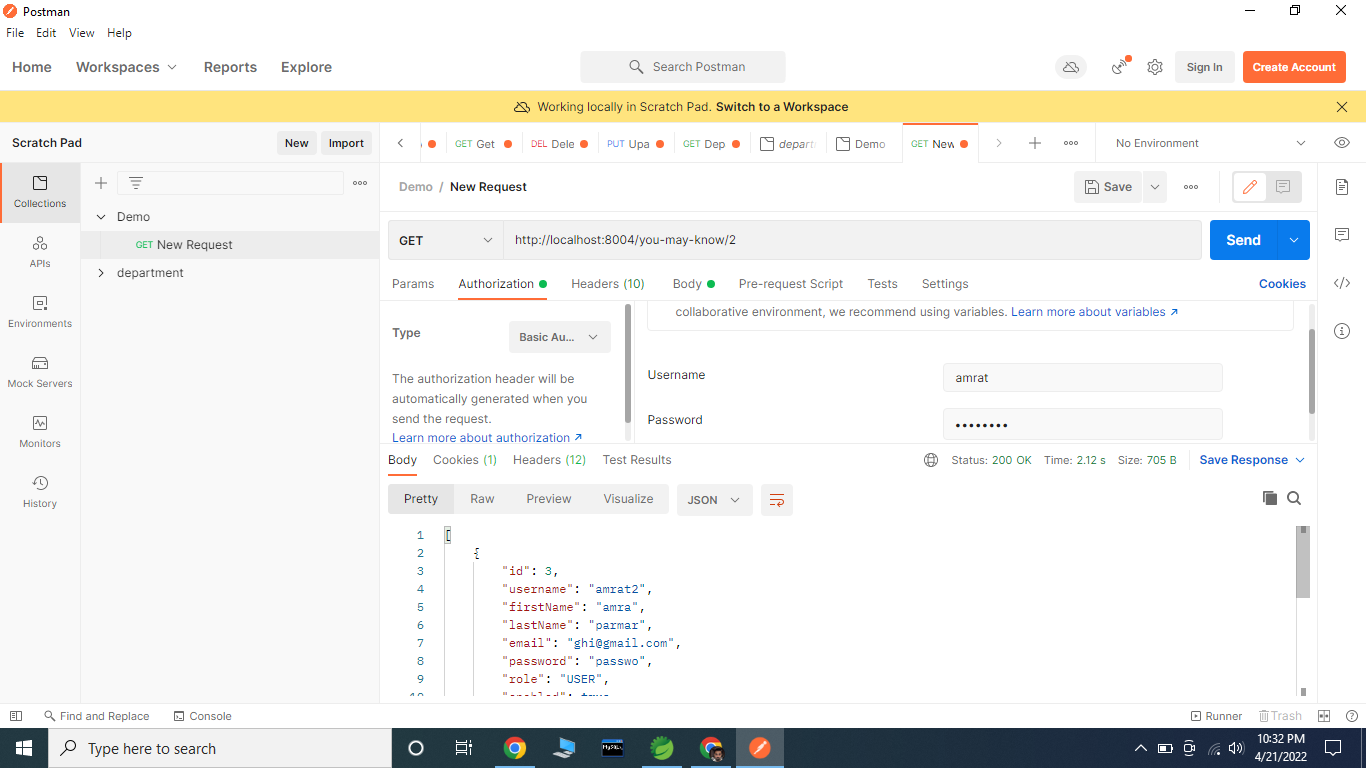 Postman
File Edit View Help
Home Workspaces Reports Explore Search Postman Sign In Create Account
Working locally in Scratch Pad. Switch to a Workspace
Scratch Pad New Import
GET Get DEL Dele PUT Upa GET Dep depart Demo GET New No Environment
Collections
APIs
Environments
Mock Servers
Monitors
History
Demo
GET New Request
department
Demo / New Request Save
GET http://localhost:8004/you-may-know/2 Send
Params Authorization Headers (10) Body Pre-request Script Tests Settings Cookies
Type Basic Au...
The authorization header will be
automatically generated when you
send the request.
Learn more about authorization
collaborative environment, we recommend using variables. Learn more about variables
Username amrat
Password ••••••••
Body Cookies (1) Headers (12) Test Results Status: 200 OK Time: 2.12 s Size: 705 B Save Response
Pretty Raw Preview Visualize JSON
1 [
2 {
3 "id": 3,
4 "username": "amrat2",
5 "firstName": "amra",
6 "lastName": "parmar",
7 "email": "ghi@gmail.com",
8 "password": "passwo",
9 "role": "USER",
10 "enabled": true
Find and Replace Console Runner Trash
Type here to search
MySQL
10:32 PM
4/21/2022